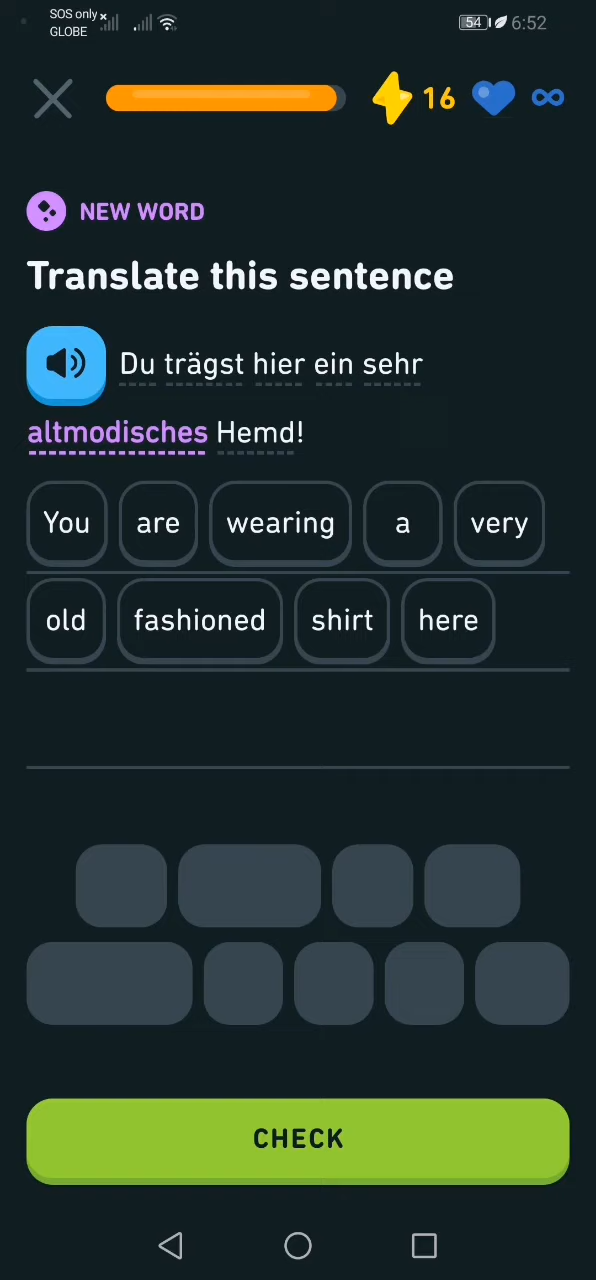 SOS only
GLOBE
54 6:52
16 ∞
NEW WORD
Translate this sentence
Du trägst hier ein sehr
altmodisches Hemd!
You are wearing a very
old fashioned shirt here
CHECK